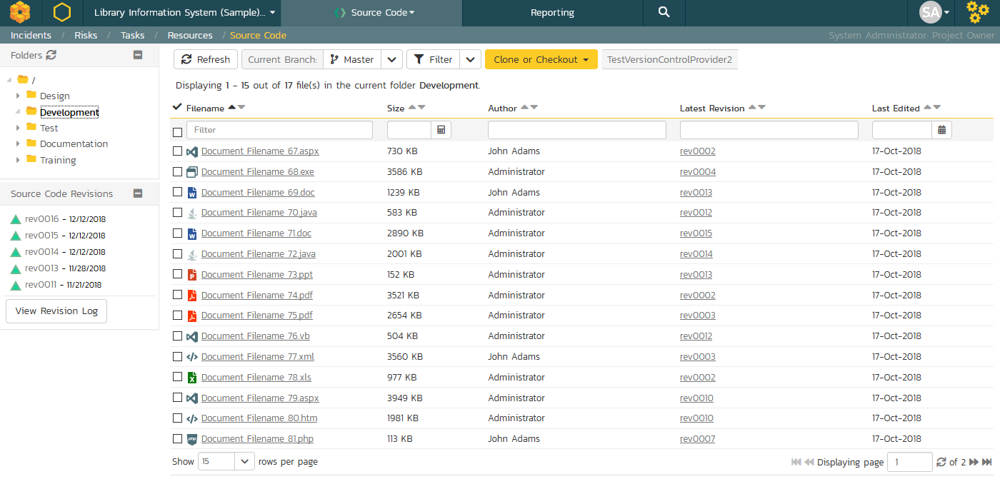 Library Information System (Sample)... Source Code Reporting SA
Incidents / Risks / Tasks / Resources / Source Code System Administrator: Project Owner
Folders
/
Design
Development
Test
Documentation
Training
Source Code Revisions
rev0016 - 12/12/2018
rev0015 - 12/12/2018
rev0014 - 12/12/2018
rev0013 - 11/28/2018
rev0011 - 11/21/2018
View Revision Log
Refresh Current Branch: Master Filter Clone or Checkout TestVersionControlProvider2
Displaying 1 - 15 out of 17 file(s) in the current folder Development.
Filename Size Author Latest Revision Last Edited
Filter
Document Filename 67.aspx 730 KB John Adams rev0002 17-Oct-2018
Document Filename 68.exe 3586 KB Administrator rev0004 17-Oct-2018
Document Filename 69.doc 1239 KB John Adams rev0013 17-Oct-2018
Document Filename 70.java 583 KB Administrator rev0012 17-Oct-2018
Document Filename 71.doc 2890 KB Administrator rev0015 17-Oct-2018
Document Filename 72.java 2001 KB Administrator rev0014 17-Oct-2018
Document Filename 73.ppt 152 KB Administrator rev0013 17-Oct-2018
Document Filename 74.pdf 3521 KB Administrator rev0002 17-Oct-2018
Document Filename 75.pdf 2654 KB Administrator rev0003 17-Oct-2018
Document Filename 76.vb 504 KB Administrator rev0012 17-Oct-2018
Document Filename 77.xml 3560 KB John Adams rev0003 17-Oct-2018
Document Filename 78.xls 977 KB Administrator rev0002 17-Oct-2018
Document Filename 79.aspx 3949 KB Administrator rev0010 17-Oct-2018
Document Filename 80.htm 1981 KB Administrator rev0010 17-Oct-2018
Document Filename 81.php 113 KB John Adams rev0007 17-Oct-2018
Show 15 rows per page Displaying page 1 of 2